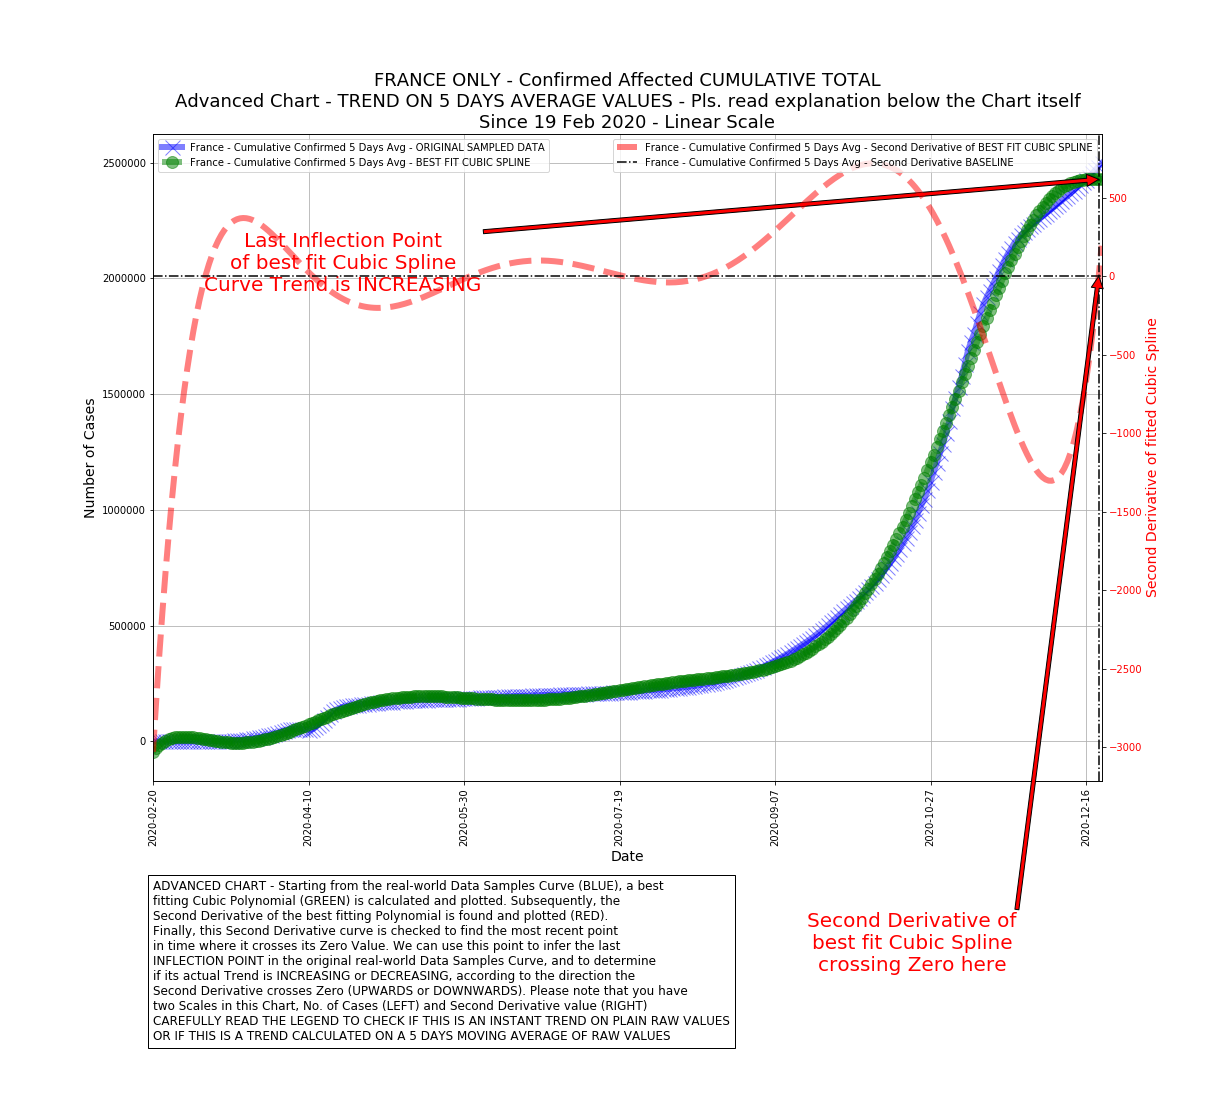 FRANCE ONLY - Confirmed Affected CUMULATIVE TOTAL
Advanced Chart - TREND ON 5 DAYS AVERAGE VALUES - Pls. read explanation below the Chart itself
Since 19 Feb 2020 - Linear Scale
France - Cumulative Confirmed 5 Days Avg - ORIGINAL SAMPLED DATA
France - Cumulative Confirmed 5 Days Avg - BEST FIT CUBIC SPLINE
France - Cumulative Confirmed 5 Days Avg - Second Derivative of BEST FIT CUBIC SPLINE
France - Cumulative Confirmed 5 Days Avg - Second Derivative BASELINE
Last Inflection Point
of best fit Cubic Spline
Curve Trend is INCREASING
Number of Cases
2500000
2000000
1500000
1000000
500000
0
500
0
−500
−1000
−1500
−2000
−2500
−3000
Second Derivative of fitted Cubic Spline
2020-02-20
2020-04-10
2020-05-30
2020-07-19
2020-09-07
2020-10-27
2020-12-16
Date
ADVANCED CHART - Starting from the real-world Data Samples Curve (BLUE), a best
fitting Cubic Polynomial (GREEN) is calculated and plotted. Subsequently, the
Second Derivative of the best fitting Polynomial is found and plotted (RED).
Finally, this Second Derivative curve is checked to find the most recent point
in time where it crosses its Zero Value. We can use this point to infer the last
INFLECTION POINT in the original real-world Data Samples Curve, and to determine
if its actual Trend is INCREASING or DECREASING, according to the direction the
Second Derivative crosses Zero (UPWARDS or DOWNWARDS). Please note that you have
two Scales in this Chart, No. of Cases (LEFT) and Second Derivative value (RIGHT)
CAREFULLY READ THE LEGEND TO CHECK IF THIS IS AN INSTANT TREND ON PLAIN RAW VALUES
OR IF THIS IS A TREND CALCULATED ON A 5 DAYS MOVING AVERAGE OF RAW VALUES
Second Derivative of
best fit Cubic Spline
crossing Zero here